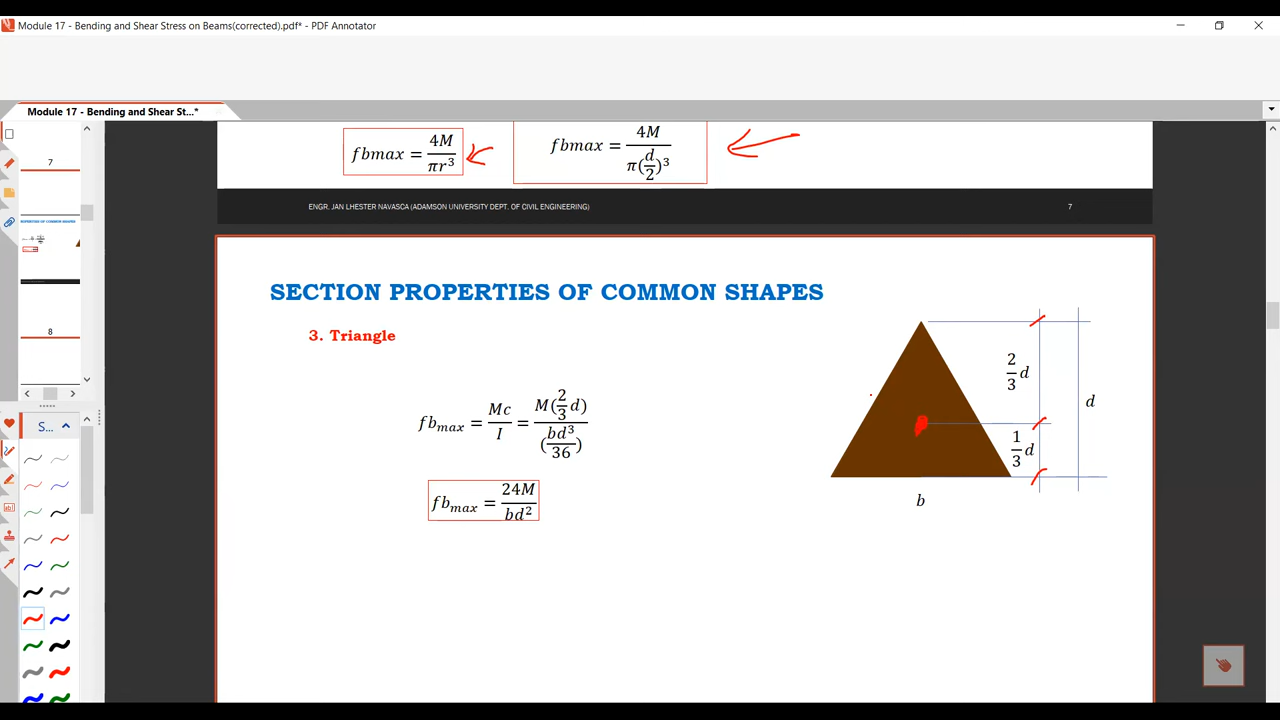 Module 17 - Bending and Shear Stress on Beams(corrected).pdf* - PDF Annotator
Module 17 - Bending and Shear St...*
fbmax = 4M / πr³
fbmax = 4M / π(d/2)³
7
ENGR. JAN LHESTER NAVASCA (ADAMSON UNIVERSITY DEPT. OF CIVIL ENGINEERING)
7
SECTION PROPERTIES OF COMMON SHAPES
3. Triangle
fb_max = Mc / I = M(2/3 d) / (bd³/36)
fb_max = 24M / bd²
2/3 d
d
1/3 d
b
8
S...